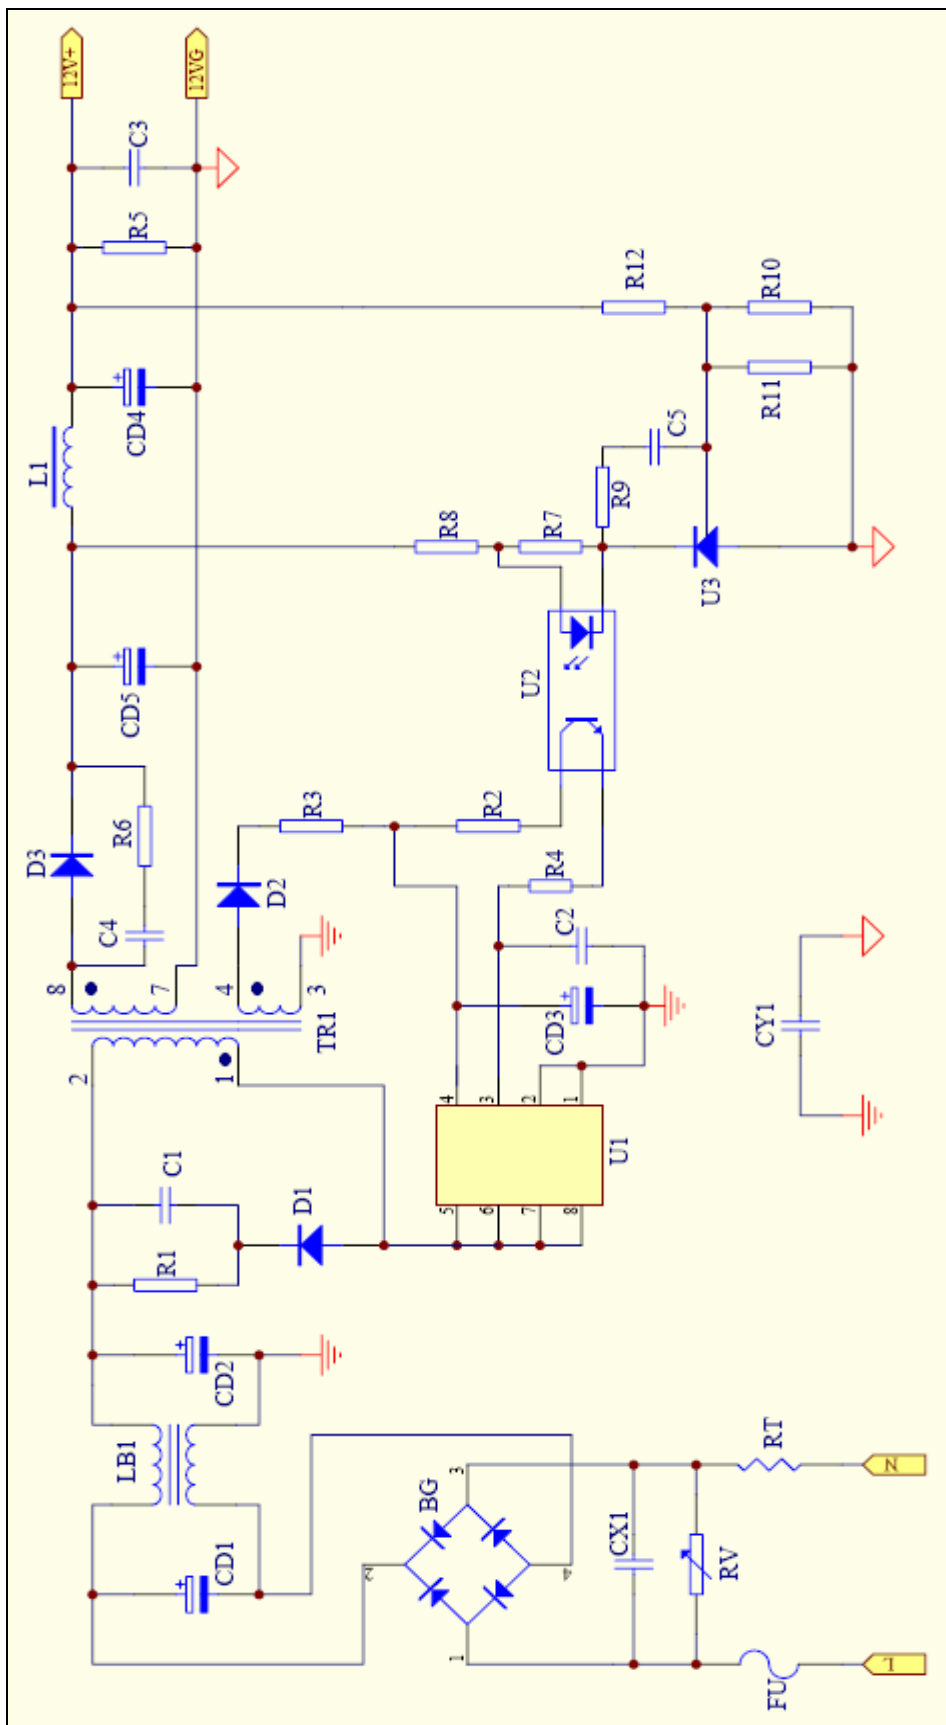 12V+
12VG
C3
R5
R12
R10
R11
CD4
C5
L1
R9
R8
R7
U3
CD5
U2
R3
R2
R6
D3
D2
R4
C4
C2
8
7
4
3
CD3
CY1
TR1
2
1
4
3
2
1
U1
C1
5
6
7
8
D1
R1
CD2
LB1
RT
N
3
BG
CD1
CX1
2
4
RV
1
FU
L